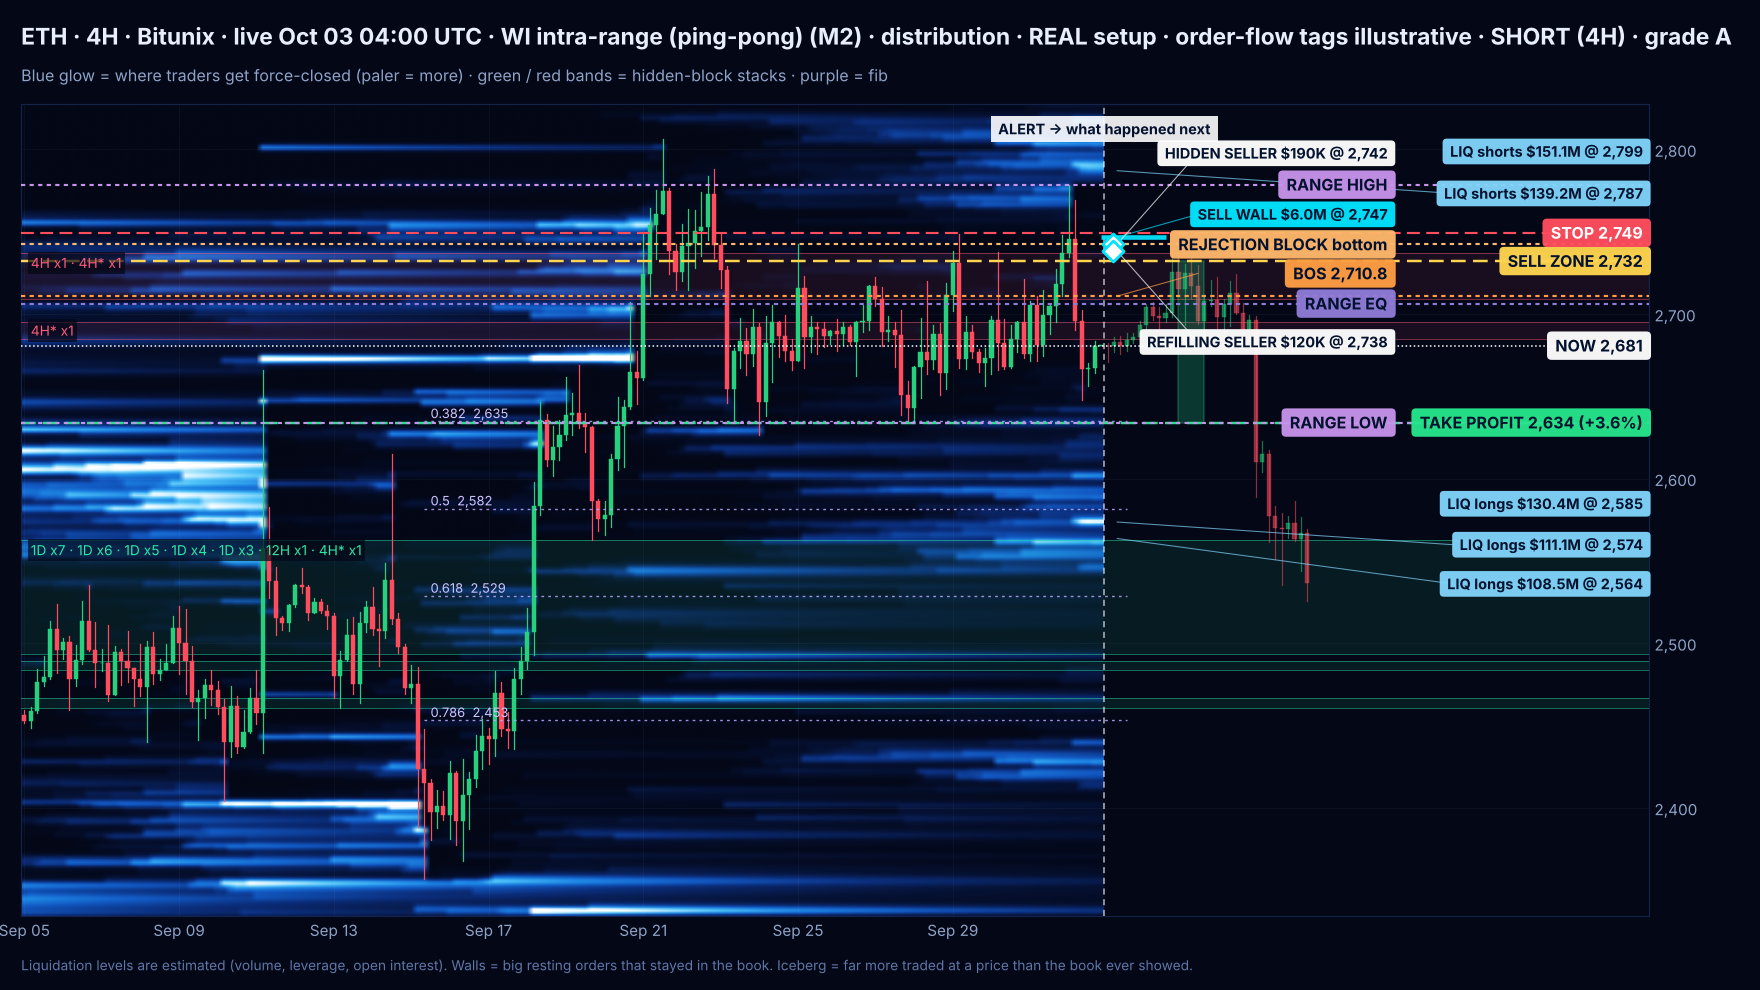 ETH · 4H · Bitunix · live Oct 03 04:00 UTC · WI intra-range (ping-pong) (M2) · distribution · REAL setup · order-flow tags illustrative · SHORT (4H) · grade A
Blue glow = where traders get force-closed (paler = more) · green / red bands = hidden-block stacks · purple = fib
ALERT → what happened next
HIDDEN SELLER $190K @ 2,742
LIQ shorts $151.1M @ 2,799
2,800
RANGE HIGH
LIQ shorts $139.2M @ 2,787
SELL WALL $6.0M @ 2,747
STOP 2,749
REJECTION BLOCK bottom
4H x1 · 4H* x1
SELL ZONE 2,732
BOS 2,710.8
RANGE EQ
2,700
4H* x1
REFILLING SELLER $120K @ 2,738
NOW 2,681
0.382 2,635
RANGE LOW
TAKE PROFIT 2,634 (+3.6%)
2,600
0.5 2,582
LIQ longs $130.4M @ 2,585
1D x7 · 1D x6 · 1D x5 · 1D x4 · 1D x3 · 12H x1 · 4H* x1
LIQ longs $111.1M @ 2,574
0.618 2,529
LIQ longs $108.5M @ 2,564
2,500
0.786 2,453
2,400
Sep 05
Sep 09
Sep 13
Sep 17
Sep 21
Sep 25
Sep 29
Liquidation levels are estimated (volume, leverage, open interest). Walls = big resting orders that stayed in the book. Iceberg = far more traded at a price than the book ever showed.